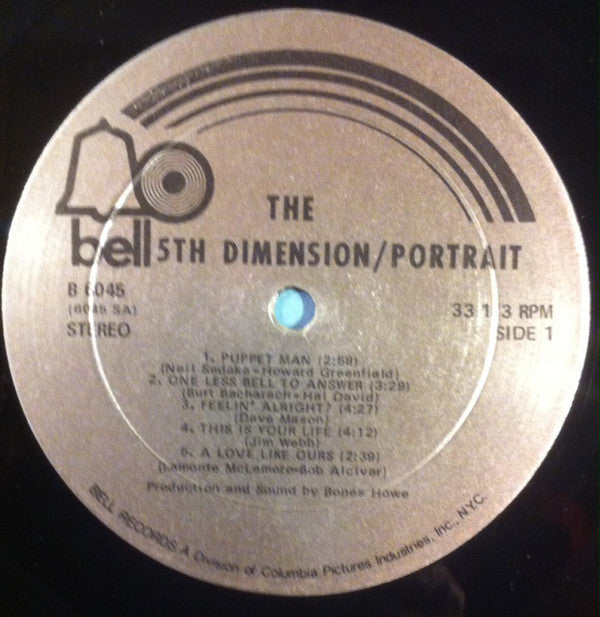 bell
THE
5TH DIMENSION/PORTRAIT
B 6045
(6045 SA)
STEREO
33 1/3 RPM
SIDE 1
1. PUPPET MAN (2:58)
(Neil Sedaka-Howard Greenfield)
2. ONE LESS BELL TO ANSWER (3:29)
(Burt Bacharach-Hal David)
3. FEELIN' ALRIGHT? (4:27)
(Dave Mason)
4. THIS IS YOUR LIFE (4:12)
(Jim Webb)
5. A LOVE LIKE OURS (2:39)
(Lamonte McLemore-Bob Alcivar)
Production and Sound by Bones Howe
BELL RECORDS A Division of Columbia Pictures Industries, Inc., N.Y.C.